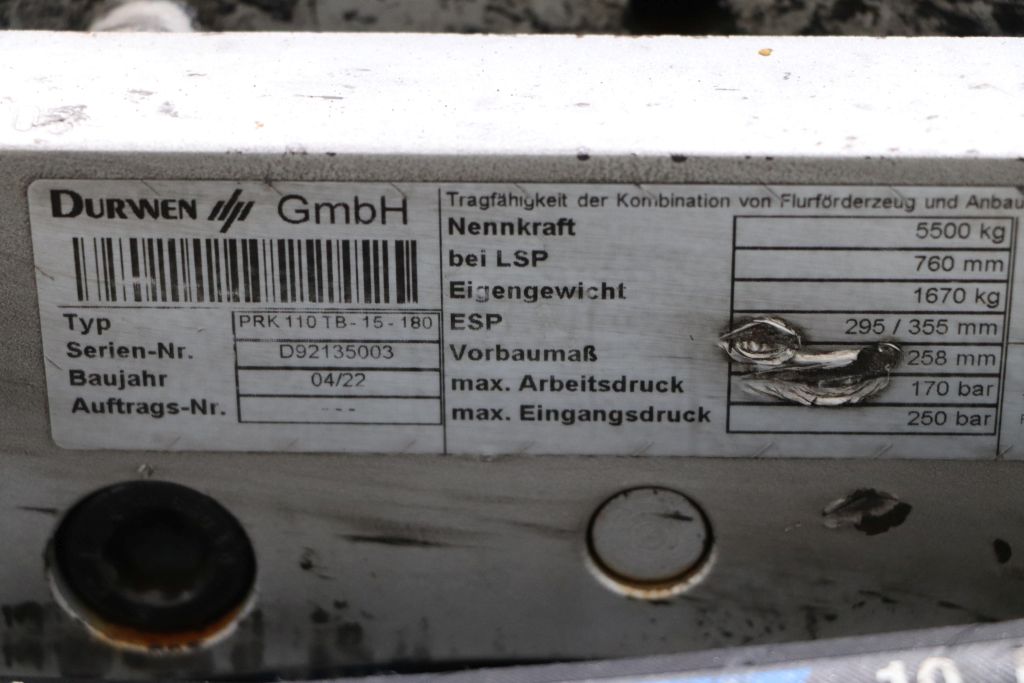 DURWEN GmbH
Typ PRK 110 TB - 15 - 180
Serien-Nr. D92135003
Baujahr 04/22
Auftrags-Nr. ---
Tragfähigkeit der Kombination von Flurförderzeug und Anbau
Nennkraft 5500 kg
bei LSP 760 mm
Eigengewicht 1670 kg
ESP 295 / 355 mm
Vorbaumaß 258 mm
max. Arbeitsdruck 170 bar
max. Eingangsdruck 250 bar
10